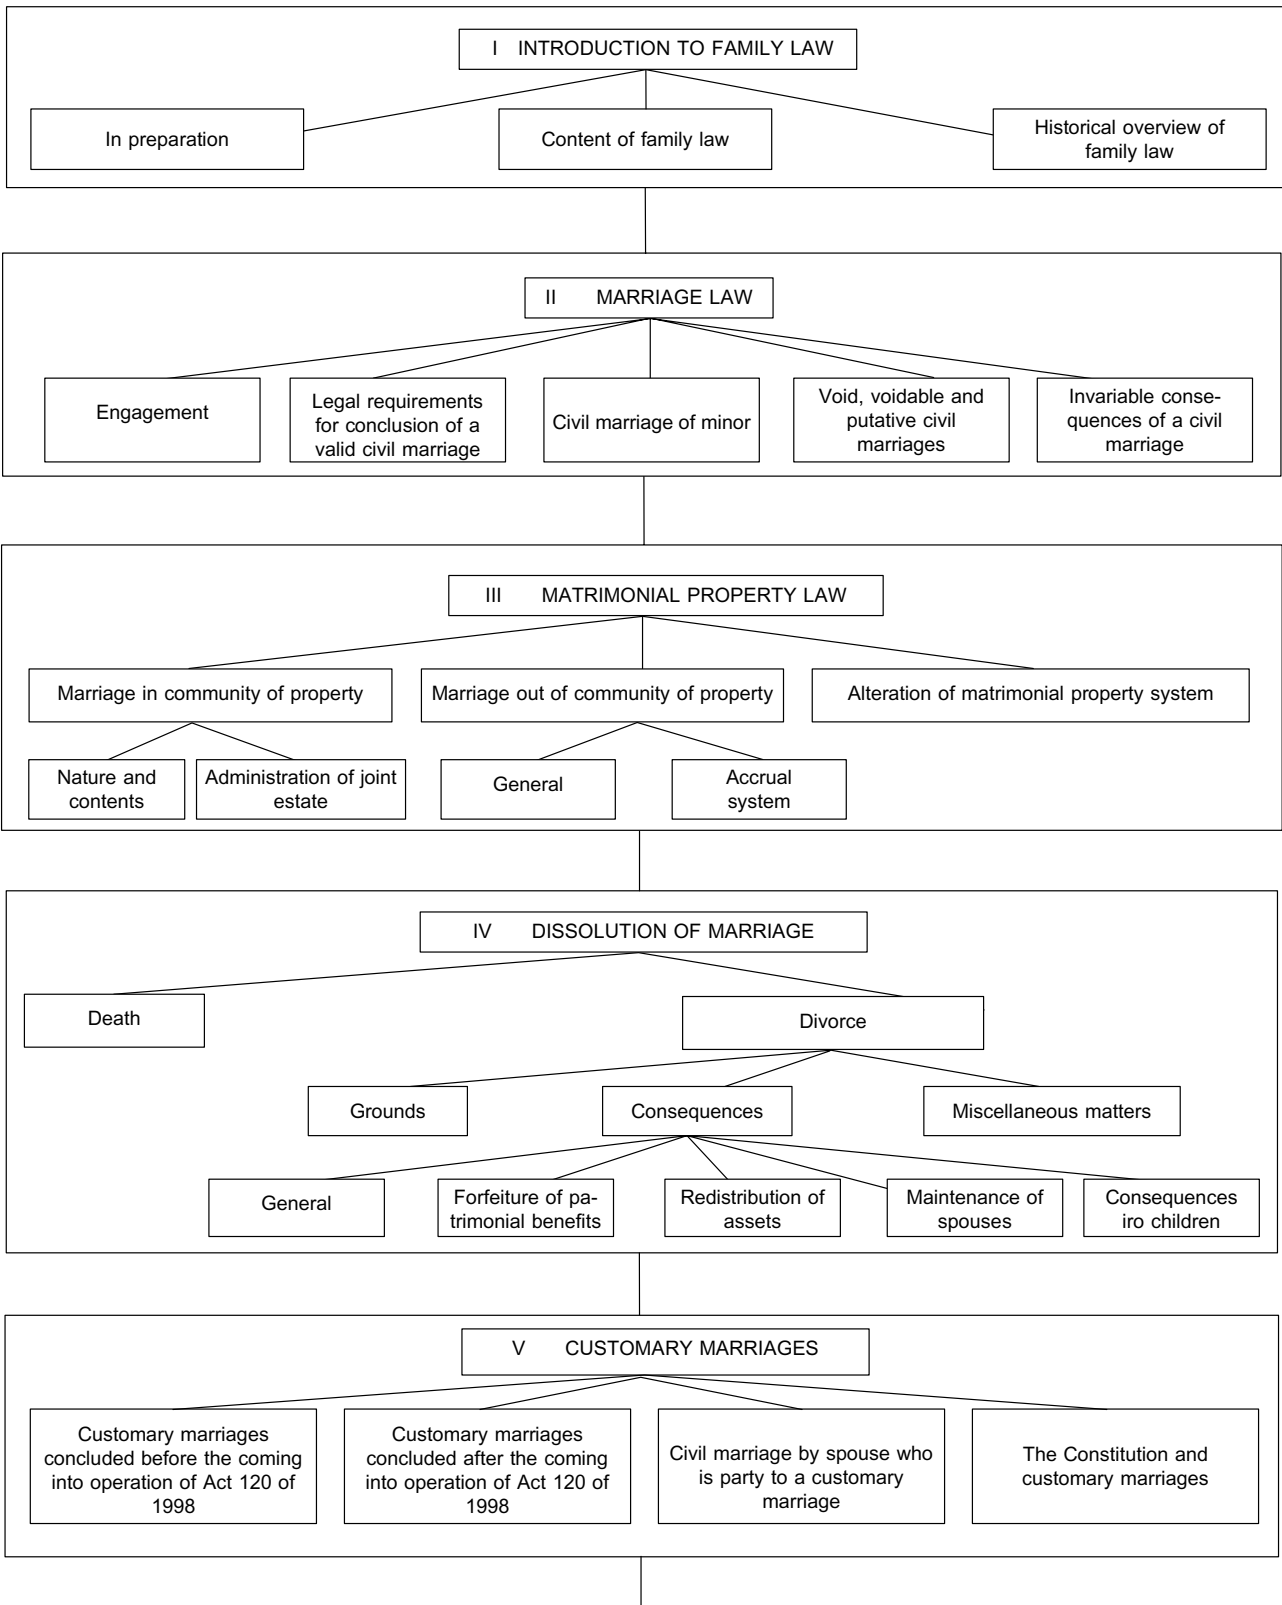 I INTRODUCTION TO FAMILY LAW
In preparation
Content of family law
Historical overview of
family law
II MARRIAGE LAW
Engagement
Legal requirements
for conclusion of a
valid civil marriage
Civil marriage of minor
Void, voidable and
putative civil
marriages
Invariable conse-
quences of a civil
marriage
III MATRIMONIAL PROPERTY LAW
Marriage in community of property
Marriage out of community of property
Alteration of matrimonial property system
Nature and
contents
Administration of joint
estate
General
Accrual
system
IV DISSOLUTION OF MARRIAGE
Death
Divorce
Grounds
Consequences
Miscellaneous matters
General
Forfeiture of pa-
trimonial benefits
Redistribution of
assets
Maintenance of
spouses
Consequences
iro children
V CUSTOMARY MARRIAGES
Customary marriages
concluded before the coming
into operation of Act 120 of
1998
Customary marriages
concluded after the coming
into operation of Act 120 of
1998
Civil marriage by spouse who
is party to a customary
marriage
The Constitution and
customary marriages